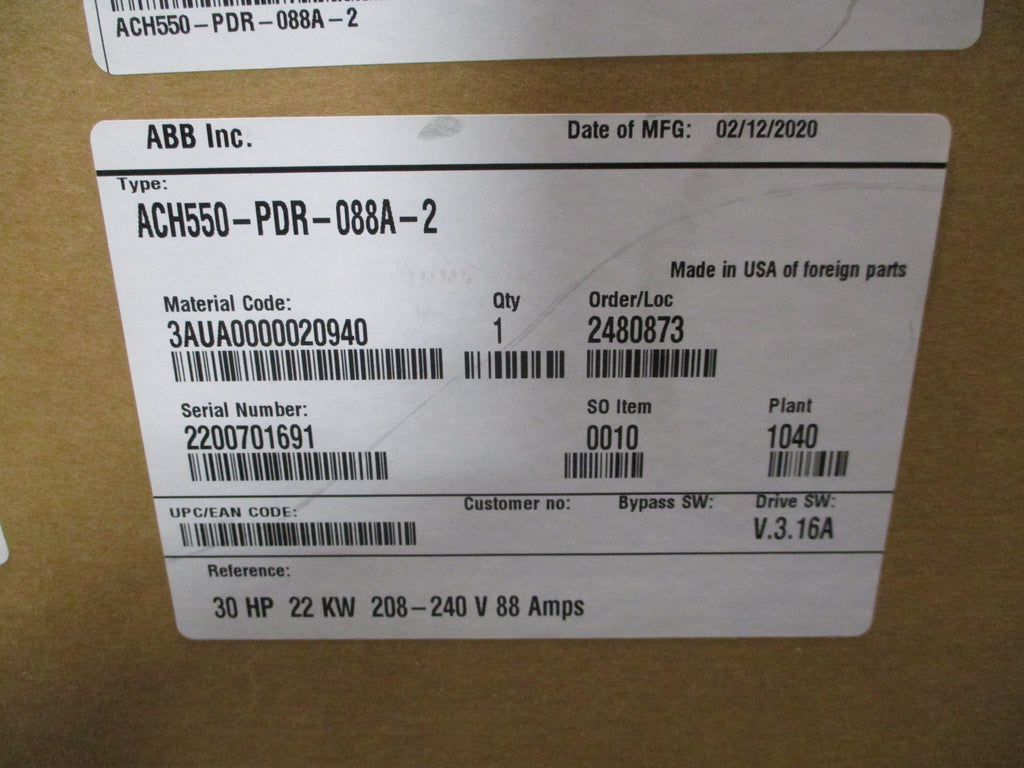 ACH550-PDR-088A-2
ABB Inc. Date of MFG: 02/12/2020
Type:
ACH550-PDR-088A-2
Made in USA of foreign parts
Material Code: Qty Order/Loc
3AUA0000020940 1 2480873
Serial Number: SO Item Plant
2200701691 0010 1040
UPC/EAN CODE: Customer no: Bypass SW: Drive SW:
V.3.16A
Reference:
30 HP 22 KW 208-240 V 88 Amps